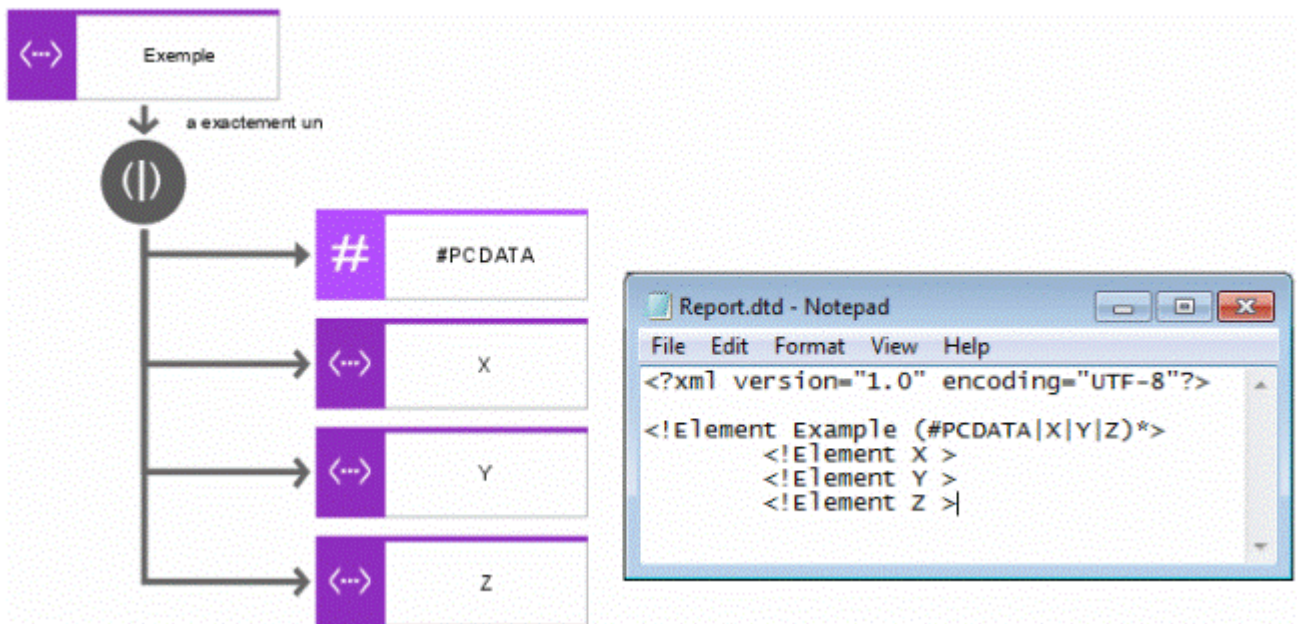 Exemple
a exactement un
#PCDATA
X
Y
Z
Report.dtd - Notepad
File Edit Format View Help
<?xml version="1.0" encoding="UTF-8"?>
<!Element Example (#PCDATA|X|Y|Z)*>
<!Element X >
<!Element Y >
<!Element Z >